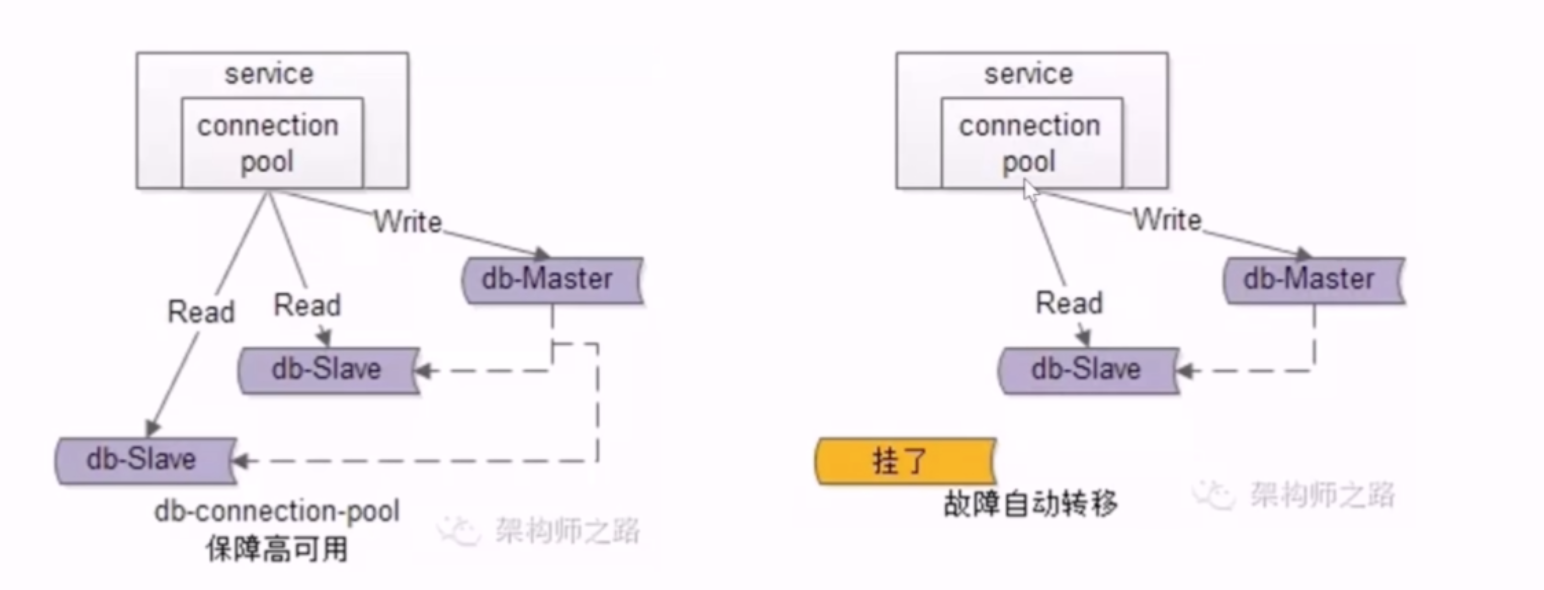 service
connection
pool
Write
db-Master
Read
Read
db-Slave
db-Slave
db-connection-pool
保障高可用
架构师之路
service
connection
pool
Write
db-Master
Read
db-Slave
挂了
故障自动转移
架构师之路